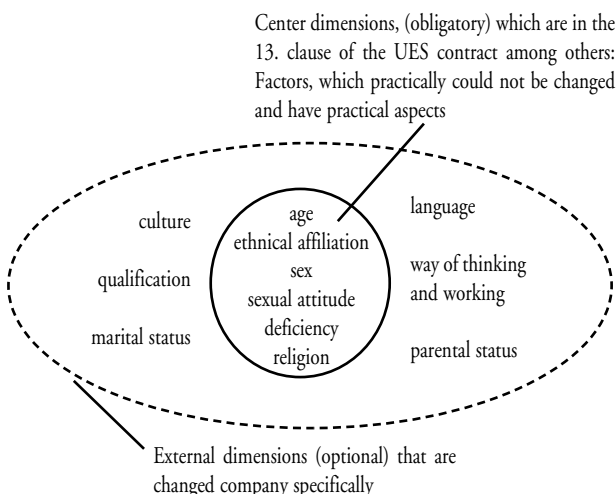 Center dimensions, (obligatory) which are in the
13. clause of the UES contract among others:
Factors, which practically could not be changed
and have practical aspects
culture
qualification
marital status
age
ethnical affiliation
sex
sexual attitude
deficiency
religion
language
way of thinking
and working
parental status
External dimensions (optional) that are
changed company specifically